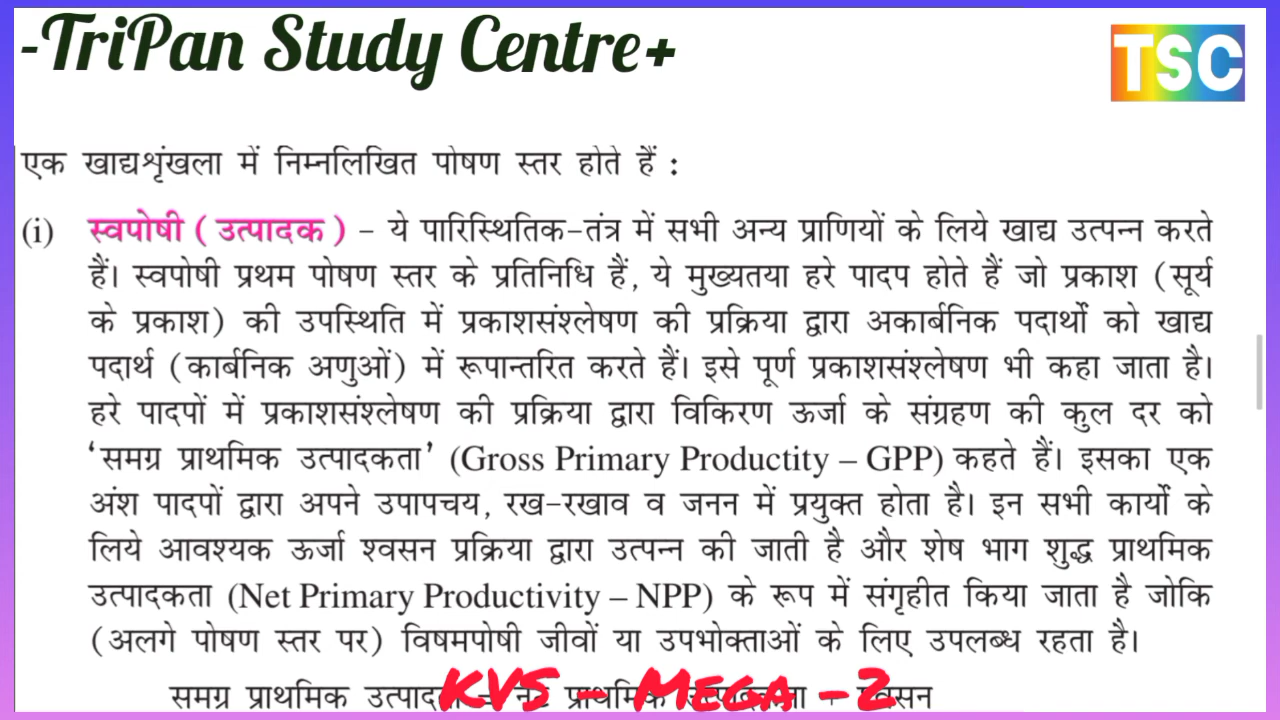 -TriPan Study Centre+
TSC
एक खाद्यशृंखला में निम्नलिखित पोषण स्तर होते हैं :
(i) स्वपोषी ( उत्पादक ) – ये पारिस्थितिक-तंत्र में सभी अन्य प्राणियों के लिये खाद्य उत्पन्न करते
हैं। स्वपोषी प्रथम पोषण स्तर के प्रतिनिधि हैं, ये मुख्यतया हरे पादप होते हैं जो प्रकाश (सूर्य
के प्रकाश) की उपस्थिति में प्रकाशसंश्लेषण की प्रक्रिया द्वारा अकार्बनिक पदार्थों को खाद्य
पदार्थ (कार्बनिक अणुओं) में रूपान्तरित करते हैं। इसे पूर्ण प्रकाशसंश्लेषण भी कहा जाता है।
हरे पादपों में प्रकाशसंश्लेषण की प्रक्रिया द्वारा विकिरण ऊर्जा के संग्रहण की कुल दर को
‘समग्र प्राथमिक उत्पादकता’ (Gross Primary Productity – GPP) कहते हैं। इसका एक
अंश पादपों द्वारा अपने उपापचय, रख-रखाव व जनन में प्रयुक्त होता है। इन सभी कार्यों के
लिये आवश्यक ऊर्जा श्वसन प्रक्रिया द्वारा उत्पन्न की जाती है और शेष भाग शुद्ध प्राथमिक
उत्पादकता (Net Primary Productivity – NPP) के रूप में संगृहीत किया जाता है जोकि
(अलगे पोषण स्तर पर) विषमपोषी जीवों या उपभोक्ताओं के लिए उपलब्ध रहता है।
समग्र प्राथमिक प्राथमिक
KVS - Mega - 2